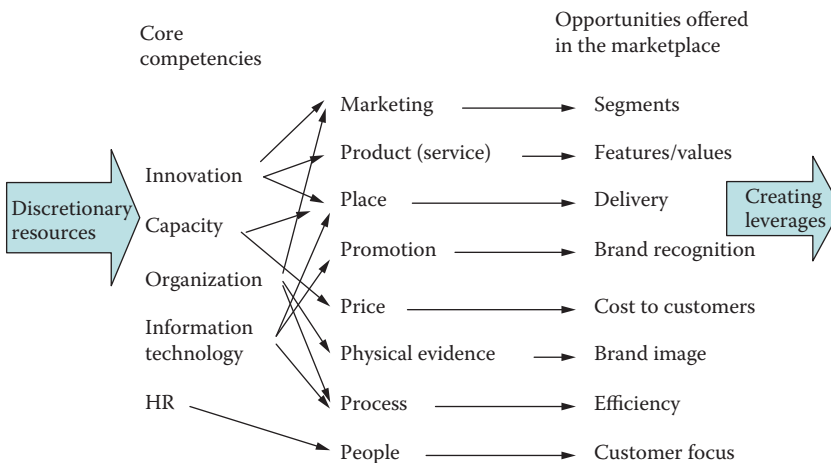 Core
competencies
Opportunities offered
in the marketplace
Discretionary
resources
Innovation
Capacity
Organization
Information
technology
HR
Marketing
Product (service)
Place
Promotion
Price
Physical evidence
Process
People
Segments
Features/values
Delivery
Brand recognition
Cost to customers
Brand image
Efficiency
Customer focus
Creating
leverages